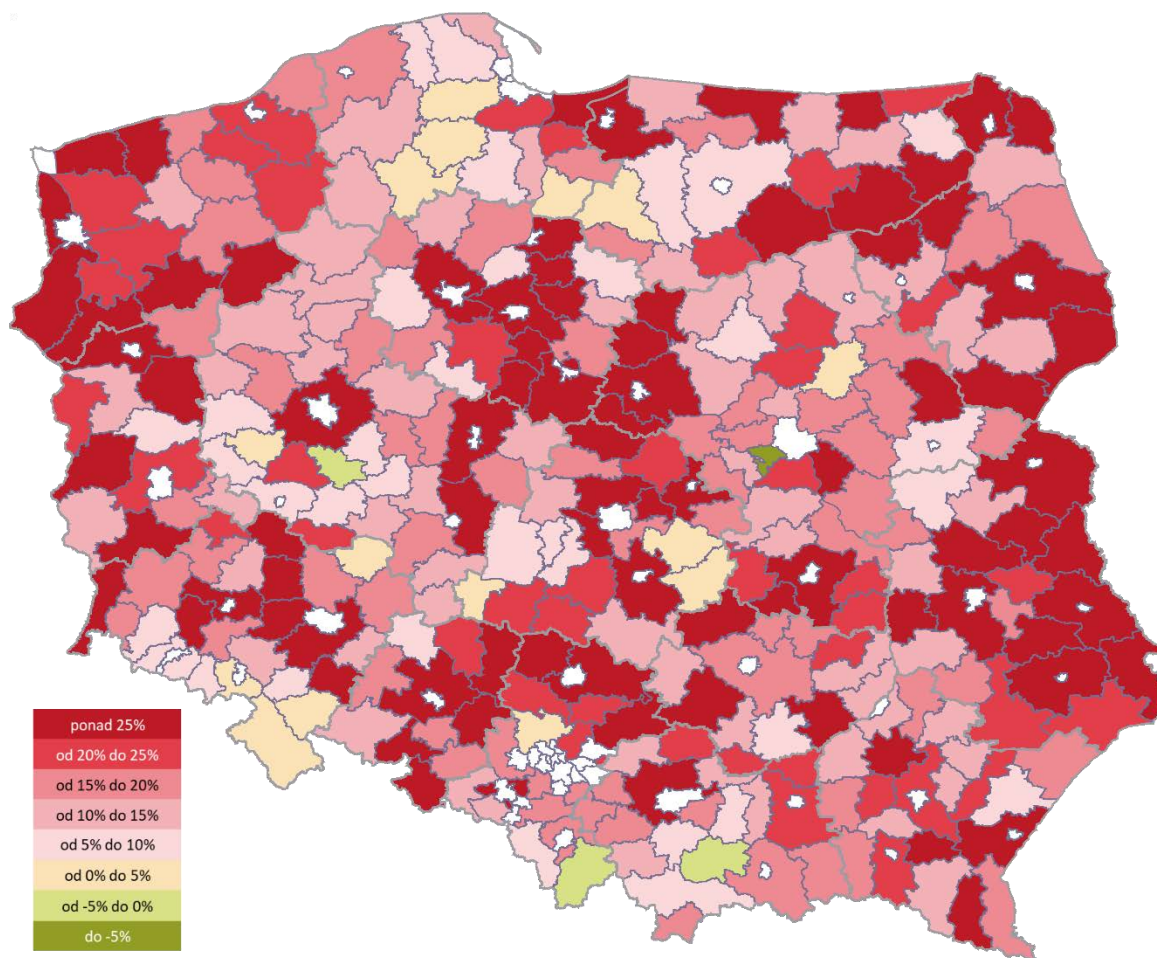 ponad 25%
od 20% do 25%
od 15% do 20%
od 10% do 15%
od 5% do 10%
od 0% do 5%
od -5% do 0%
do -5%